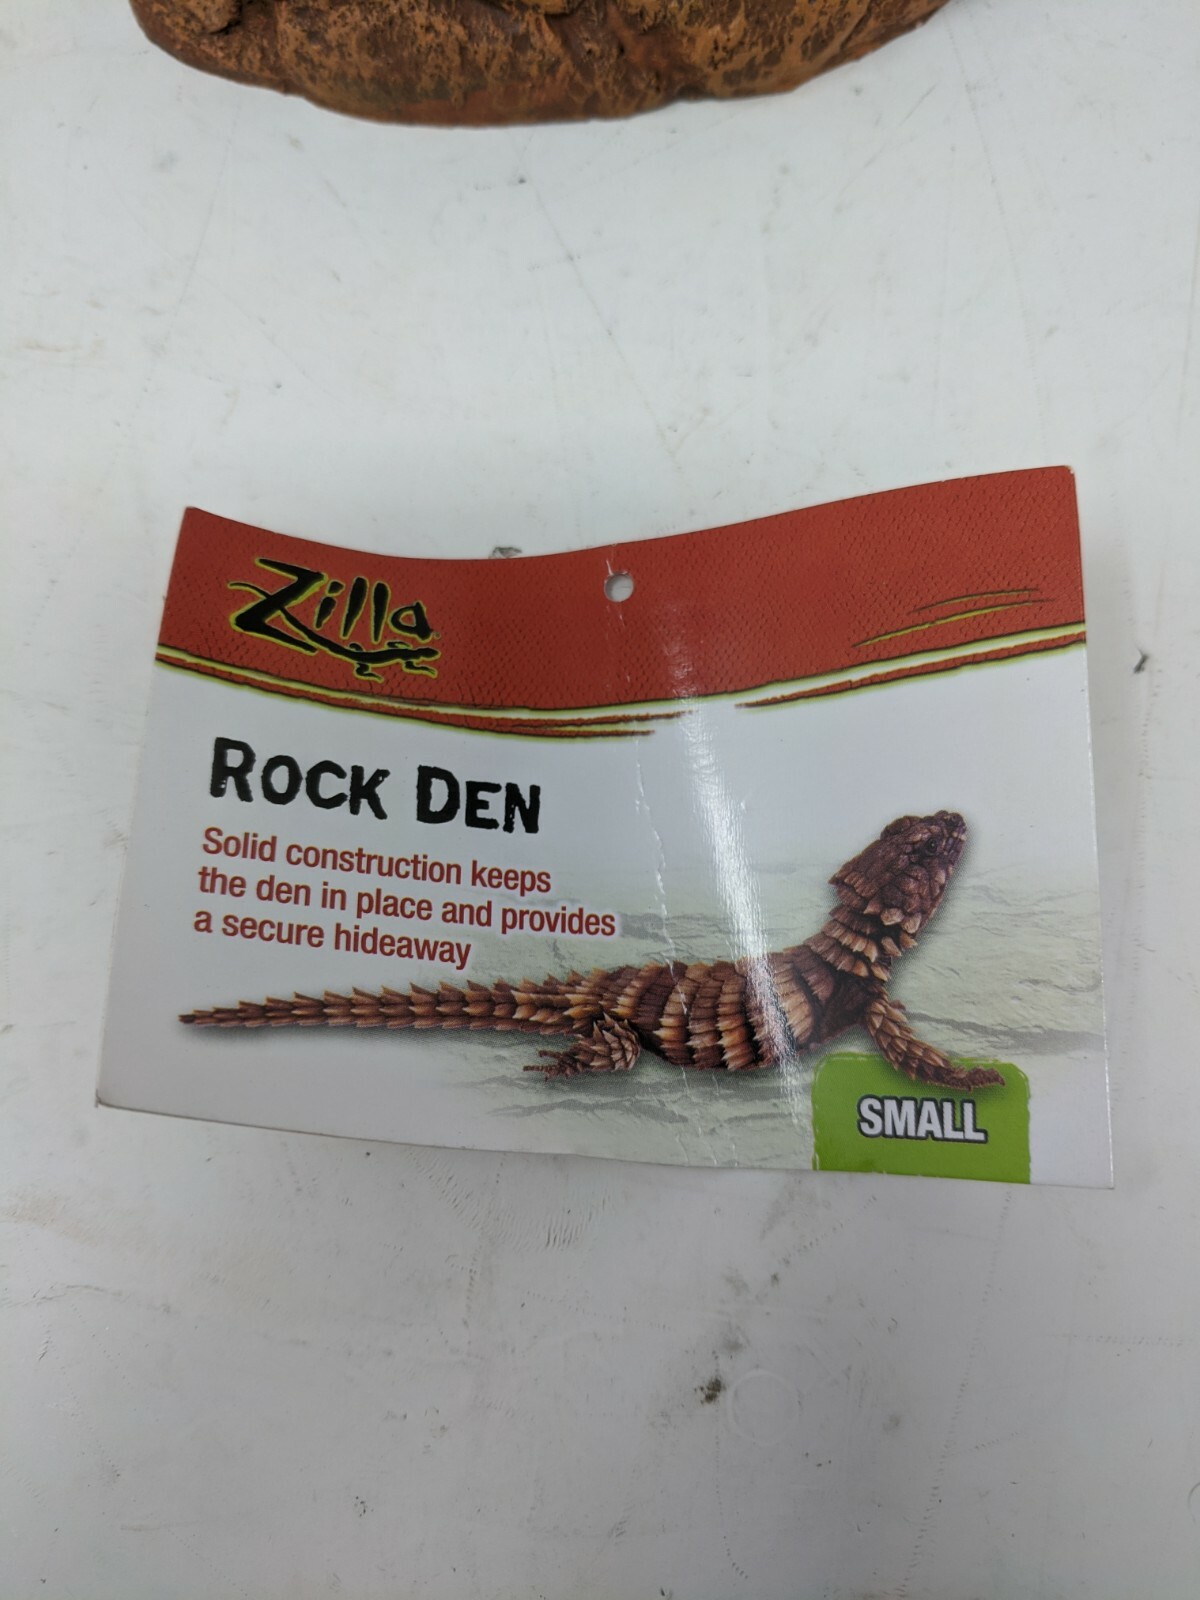 Zilla
ROCK DEN
Solid construction keeps
the den in place and provides
a secure hideaway
SMALL